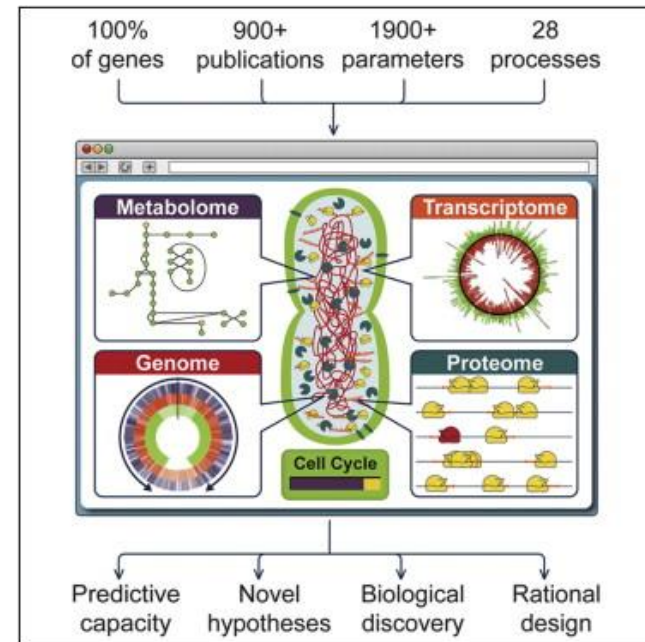 100%
of genes
900+
publications
1900+
parameters
28
processes
Metabolome
Transcriptome
Genome
Proteome
Cell Cycle
Predictive
capacity
Novel
hypotheses
Biological
discovery
Rational
design